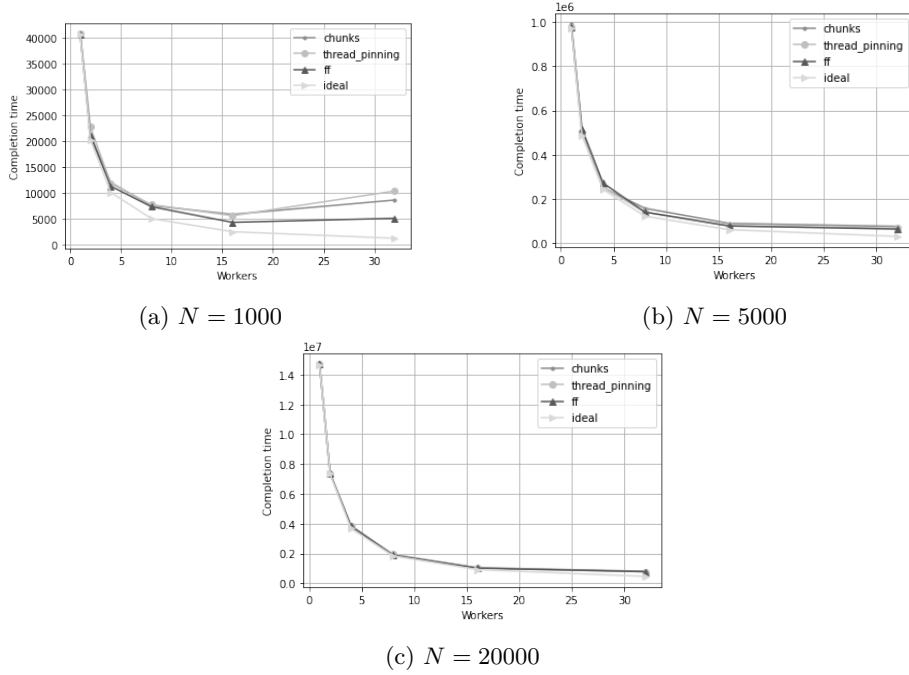 40000
35000
30000
25000
20000
15000
10000
5000
0
Completion time
0 5 10 15 20 25 30
Workers
chunks
thread_pinning
ff
ideal
(a) N = 1000
1e6
1.0
0.8
0.6
0.4
0.2
0.0
Completion time
0 5 10 15 20 25 30
Workers
chunks
thread_pinning
ff
ideal
(b) N = 5000
1e7
1.4
1.2
1.0
0.8
0.6
0.4
0.2
0.0
Completion time
0 5 10 15 20 25 30
Workers
chunks
thread_pinning
ff
ideal
(c) N = 20000